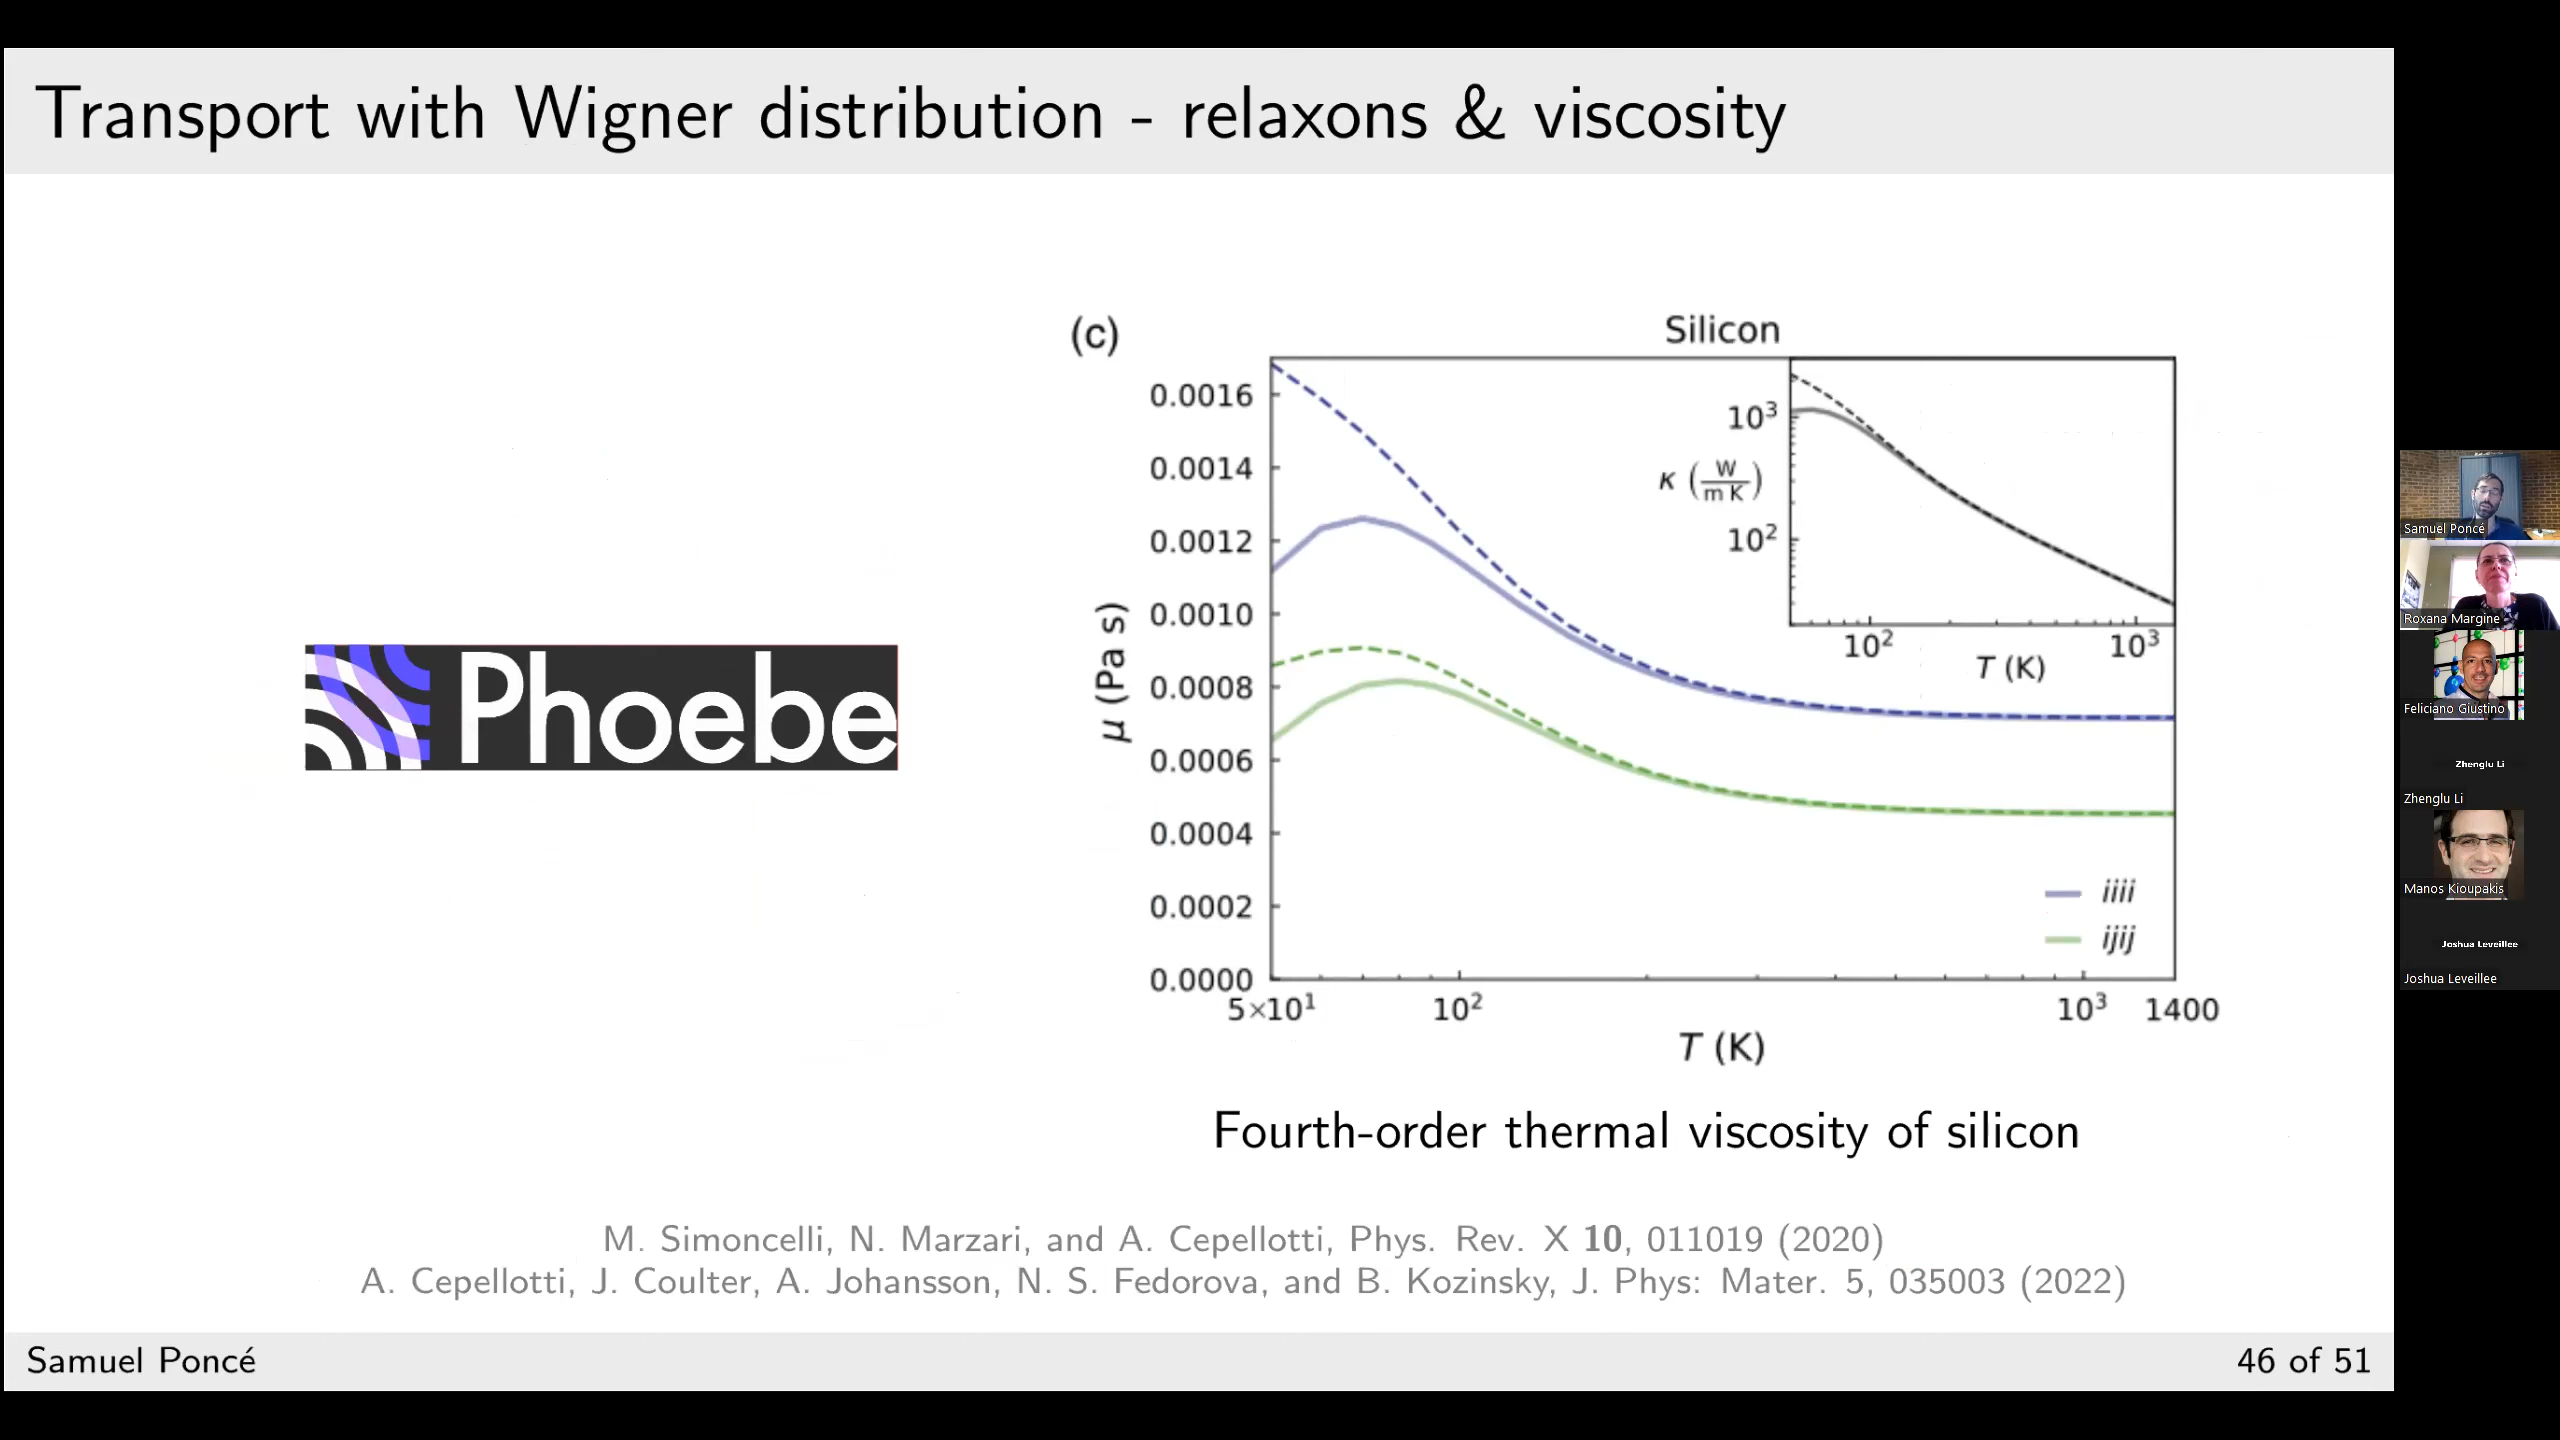 Transport with Wigner distribution - relaxons & viscosity
Phoebe
(c)
Silicon
0.0016
0.0014
0.0012
0.0010
0.0008
0.0006
0.0004
0.0002
0.0000
μ (Pa s)
5×10¹
10²
10³
1400
T (K)
10³
κ (W/m K)
10²
10²
10³
T (K)
iiii
ijij
Fourth-order thermal viscosity of silicon
M. Simoncelli, N. Marzari, and A. Cepellotti, Phys. Rev. X 10, 011019 (2020)
A. Cepellotti, J. Coulter, A. Johansson, N. S. Fedorova, and B. Kozinsky, J. Phys: Mater. 5, 035003 (2022)
Samuel Poncé
46 of 51
Samuel Poncé
Roxana Margine
Feliciano Giustino
Zhenglu Li
Zhenglu Li
Manos Kioupakis
Joshua Leveillee
Joshua Leveillee